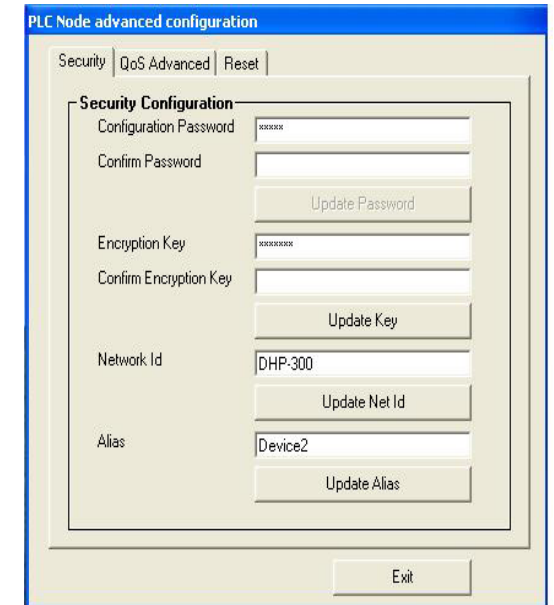 PLC Node advanced configuration
Security QoS Advanced Reset
Security Configuration
Configuration Password *****
Confirm Password
Update Password
Encryption Key *******
Confirm Encryption Key
Update Key
Network Id DHP-300
Update Net Id
Alias Device2
Update Alias
Exit